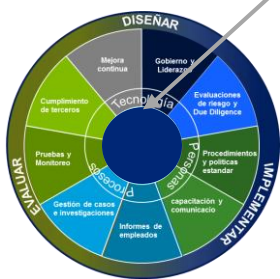 DISEÑAR
Mejora
continua
Gobierno y
Liderazgo
Cumplimiento
de terceros
Tecnología
Evaluaciones
de riesgo y
Due Diligence
Pruebas y
Monitoreo
Procesos
Personas
Procedimientos
y políticas
estandar
Gestión de casos
e investigaciones
Informes de
empleados
capacitación y
comunicacio
EVALUAR
IMPLEMENTAR